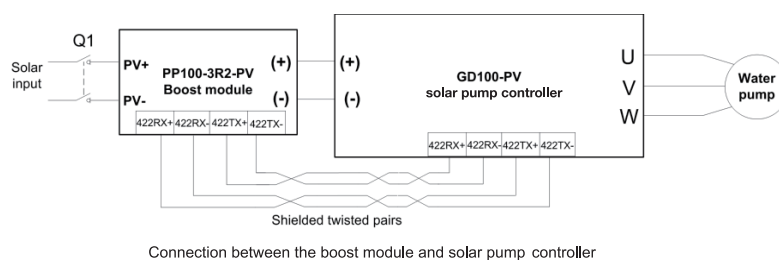 Q1
Solar
input
PV+
PV-
PP100-3R2-PV
Boost module
(+)
(-)
422RX+ 422RX- 422TX+ 422TX-
(+)
(-)
GD100-PV
solar pump controller
U
V
W
422RX+ 422RX- 422TX+ 422TX-
Water
pump
Shielded twisted pairs
Connection between the boost module and solar pump controller